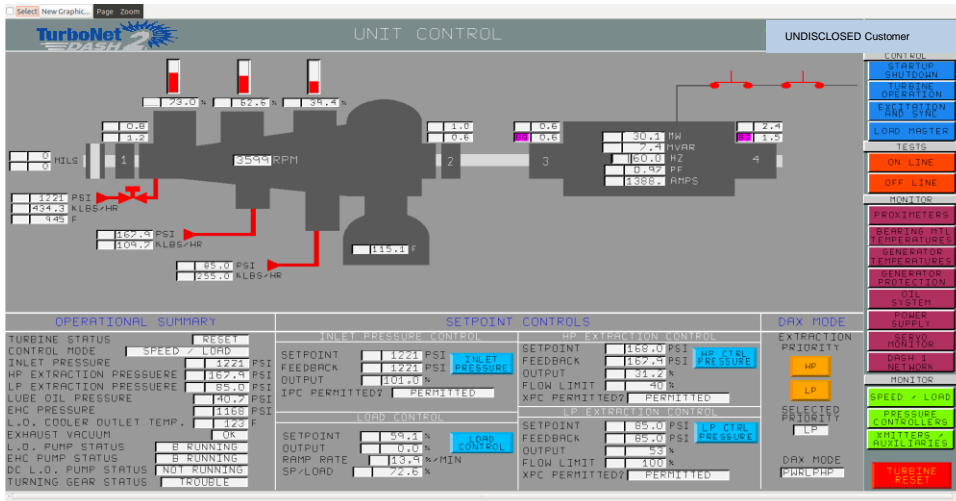 Select New Graphic... Page Zoom
TurboNet
DASH 2
UNIT CONTROL
UNDISCLOSED Customer
73.0 %
62.6 %
39.4 %
0.8
1.2
1.0
0.6
0.6
BQ 0.6
2.4
BQ 1.5
0 MILS
0
1
3599 RPM
2
3
4
30.1 MW
7.4 MVAR
60.0 HZ
0.97 PF
1388. AMPS
1221 PSI
434.3 KLBS/HR
945 F
167.9 PSI
109.7 KLBS/HR
85.0 PSI
255.0 KLBS/HR
115.1 F
CONTROL
STARTUP
SHUTDOWN
TURBINE
OPERATION
EXCITATION
AND SYNC
LOAD MASTER
TESTS
ON LINE
OFF LINE
MONITOR
PROXIMETERS
BEARING MTL
TEMPERATURES
GENERATOR
TEMPERATURES
GENERATOR
PROTECTION
OIL
SYSTEM
POWER
SUPPLY
SERVO
MONITOR
DASH 1
NETWORK
MONITOR
SPEED / LOAD
PRESSURE
CONTROLLERS
XMITTERS /
AUXILIARIES
TURBINE
RESET
OPERATIONAL SUMMARY
TURBINE STATUS RESET
CONTROL MODE SPEED / LOAD
INLET PRESSURE 1221 PSI
HP EXTRACTION PRESSUERE 167.9 PSI
LP EXTRACTION PRESSUERE 85.0 PSI
LUBE OIL PRESSURE 40.7 PSI
EHC PRESSURE 1168 PSI
L.O. COOLER OUTLET TEMP. 123 F
EXHAUST VACUUM OK
L.O. PUMP STATUS B RUNNING
EHC PUMP STATUS B RUNNING
DC L.O. PUMP STATUS NOT RUNNING
TURNING GEAR STATUS TROUBLE
SETPOINT CONTROLS
INLET PRESSURE CONTROL
SETPOINT 1221 PSI
FEEDBACK 1221 PSI
OUTPUT 101.0 %
IPC PERMITTED? PERMITTED
INLET
PRESSURE
LOAD CONTROL
SETPOINT 59.1 %
OUTPUT 0.0 %
RAMP RATE 13.9 %/MIN
SP/LOAD 72.6 %
LOAD
CONTROL
HP EXTRACTION CONTROL
SETPOINT 168.0 PSI
FEEDBACK 167.9 PSI
OUTPUT 31.2 %
FLOW LIMIT 40 %
XPC PERMITTED? PERMITTED
HP CTRL
PRESSURE
LP EXTRACTION CONTROL
SETPOINT 85.0 PSI
FEEDBACK 85.0 PSI
OUTPUT 53 %
FLOW LIMIT 100 %
XPC PERMITTED? PERMITTED
LP CTRL
PRESSURE
DAX MODE
EXTRACTION
PRIORITY
HP
LP
SELECTED
PRIORITY
LP
DAX MODE
PWRLPHP